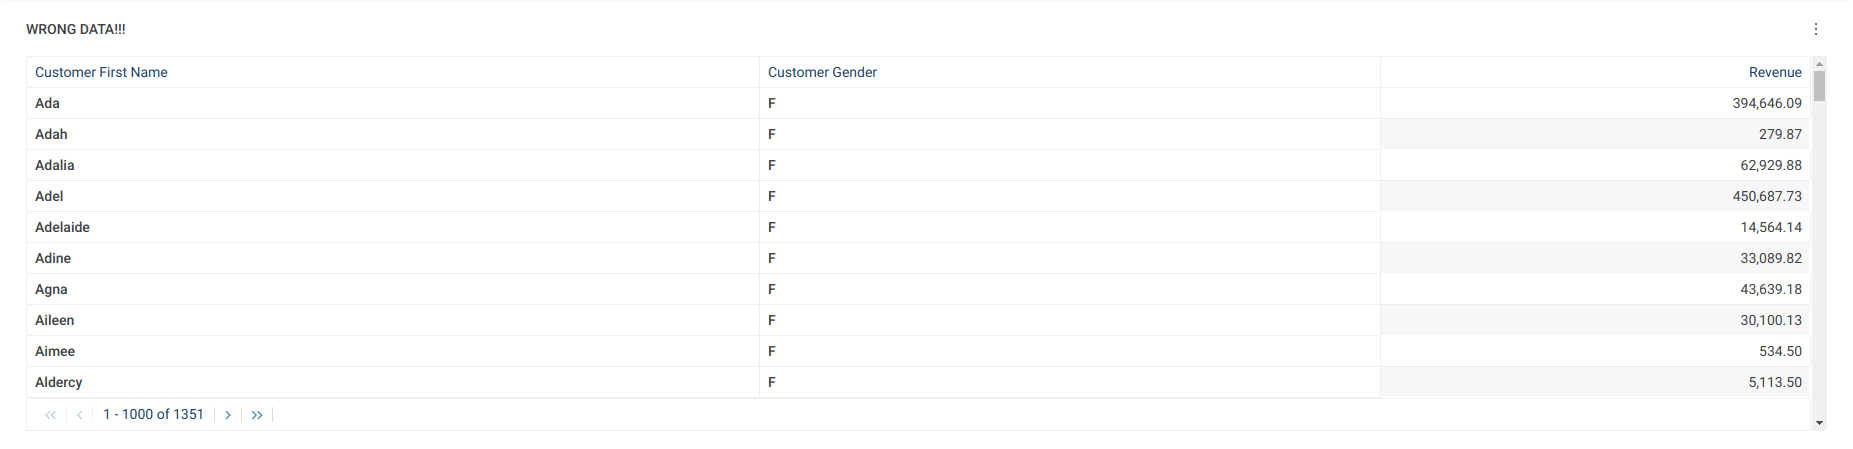 WRONG DATA!!!
Customer First Name Customer Gender Revenue
Ada F 394,646.09
Adah F 279.87
Adalia F 62,929.88
Adel F 450,687.73
Adelaide F 14,564.14
Adine F 33,089.82
Agna F 43,639.18
Aileen F 30,100.13
Aimee F 534.50
Aldercy F 5,113.50
1 - 1000 of 1351